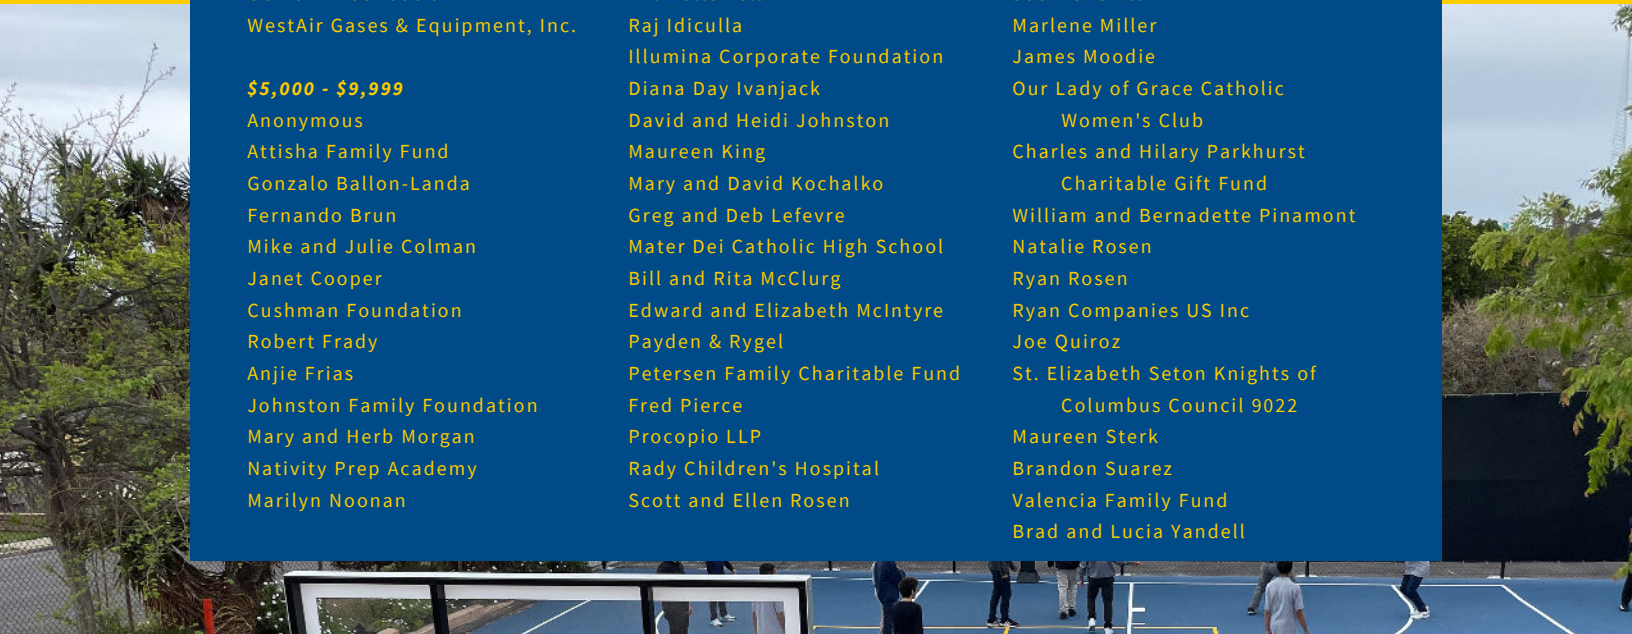 WestAir Gases & Equipment, Inc.
$5,000 - $9,999
Anonymous
Attisha Family Fund
Gonzalo Ballon-Landa
Fernando Brun
Mike and Julie Colman
Janet Cooper
Cushman Foundation
Robert Frady
Anjie Frias
Johnston Family Foundation
Mary and Herb Morgan
Nativity Prep Academy
Marilyn Noonan
Raj Idiculla
Illumina Corporate Foundation
Diana Day Ivanjack
David and Heidi Johnston
Maureen King
Mary and David Kochalko
Greg and Deb Lefevre
Mater Dei Catholic High School
Bill and Rita McClurg
Edward and Elizabeth McIntyre
Payden & Rygel
Petersen Family Charitable Fund
Fred Pierce
Procopio LLP
Rady Children's Hospital
Scott and Ellen Rosen
Marlene Miller
James Moodie
Our Lady of Grace Catholic
Women's Club
Charles and Hilary Parkhurst
Charitable Gift Fund
William and Bernadette Pinamont
Natalie Rosen
Ryan Rosen
Ryan Companies US Inc
Joe Quiroz
St. Elizabeth Seton Knights of
Columbus Council 9022
Maureen Sterk
Brandon Suarez
Valencia Family Fund
Brad and Lucia Yandell